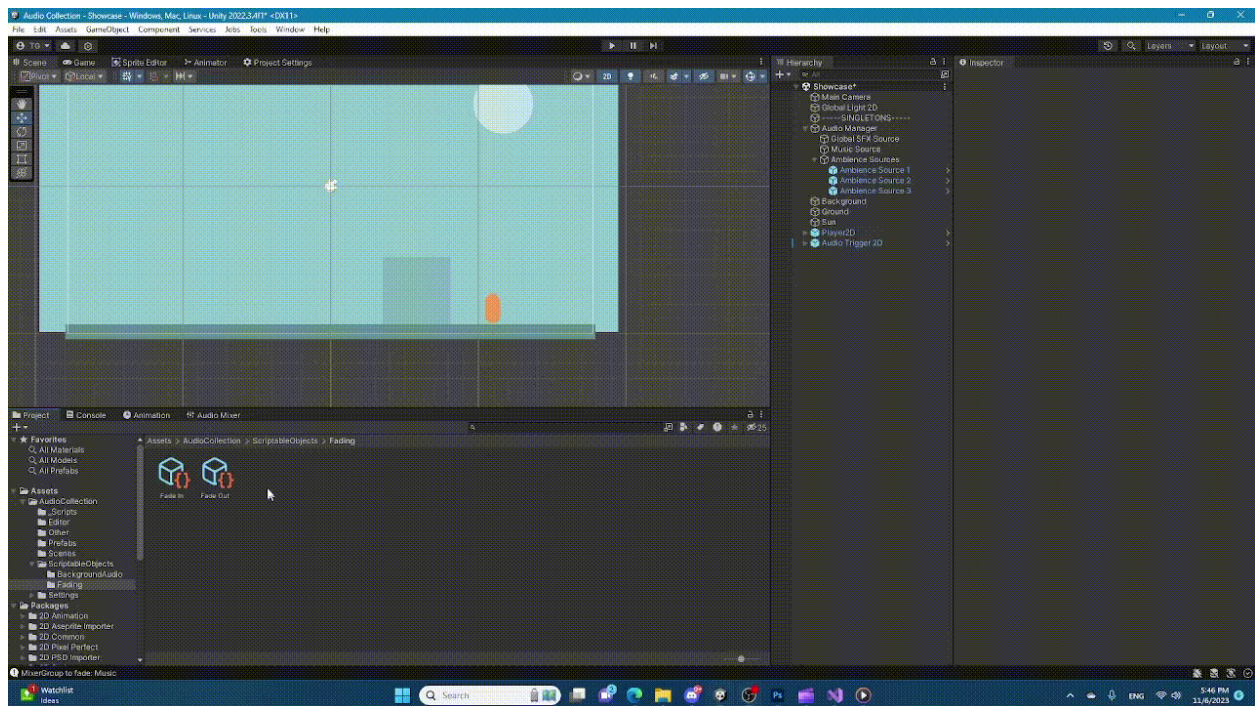 Audio Collection - Showcase - Windows, Mac, Linux - Unity 2022.3.4f1* <DX11>
File Edit Assets GameObject Component Services Jobs Tools Window Help
TG Layers Layout
Scene Game Sprite Editor Animator Project Settings Hierarchy Inspector
Pivot Local 2D All
Showcase*
Main Camera
Global Light 2D
-----SINGLETONS-----
Audio Manager
Global SFX Source
Music Source
Ambience Sources
Ambience Source 1
Ambience Source 2
Ambience Source 3
Background
Ground
Sun
Player2D
Audio Trigger 2D
Project Console Animation Audio Mixer
25
Favorites
All Materials
All Models
All Prefabs
Assets > AudioCollection > ScriptableObjects > Fading
Fade In Fade Out
Assets
AudioCollection
_Scripts
Editor
Other
Prefabs
Scenes
ScriptableObjects
BackgroundAudio
Fading
Settings
Packages
2D Animation
2D Aseprite Importer
2D Common
2D Pixel Perfect
2D PSD Importer
MixerGroup to fade: Music
1 Watchlist
Ideas
Search
Ps
ENG
5:46 PM
11/6/2023